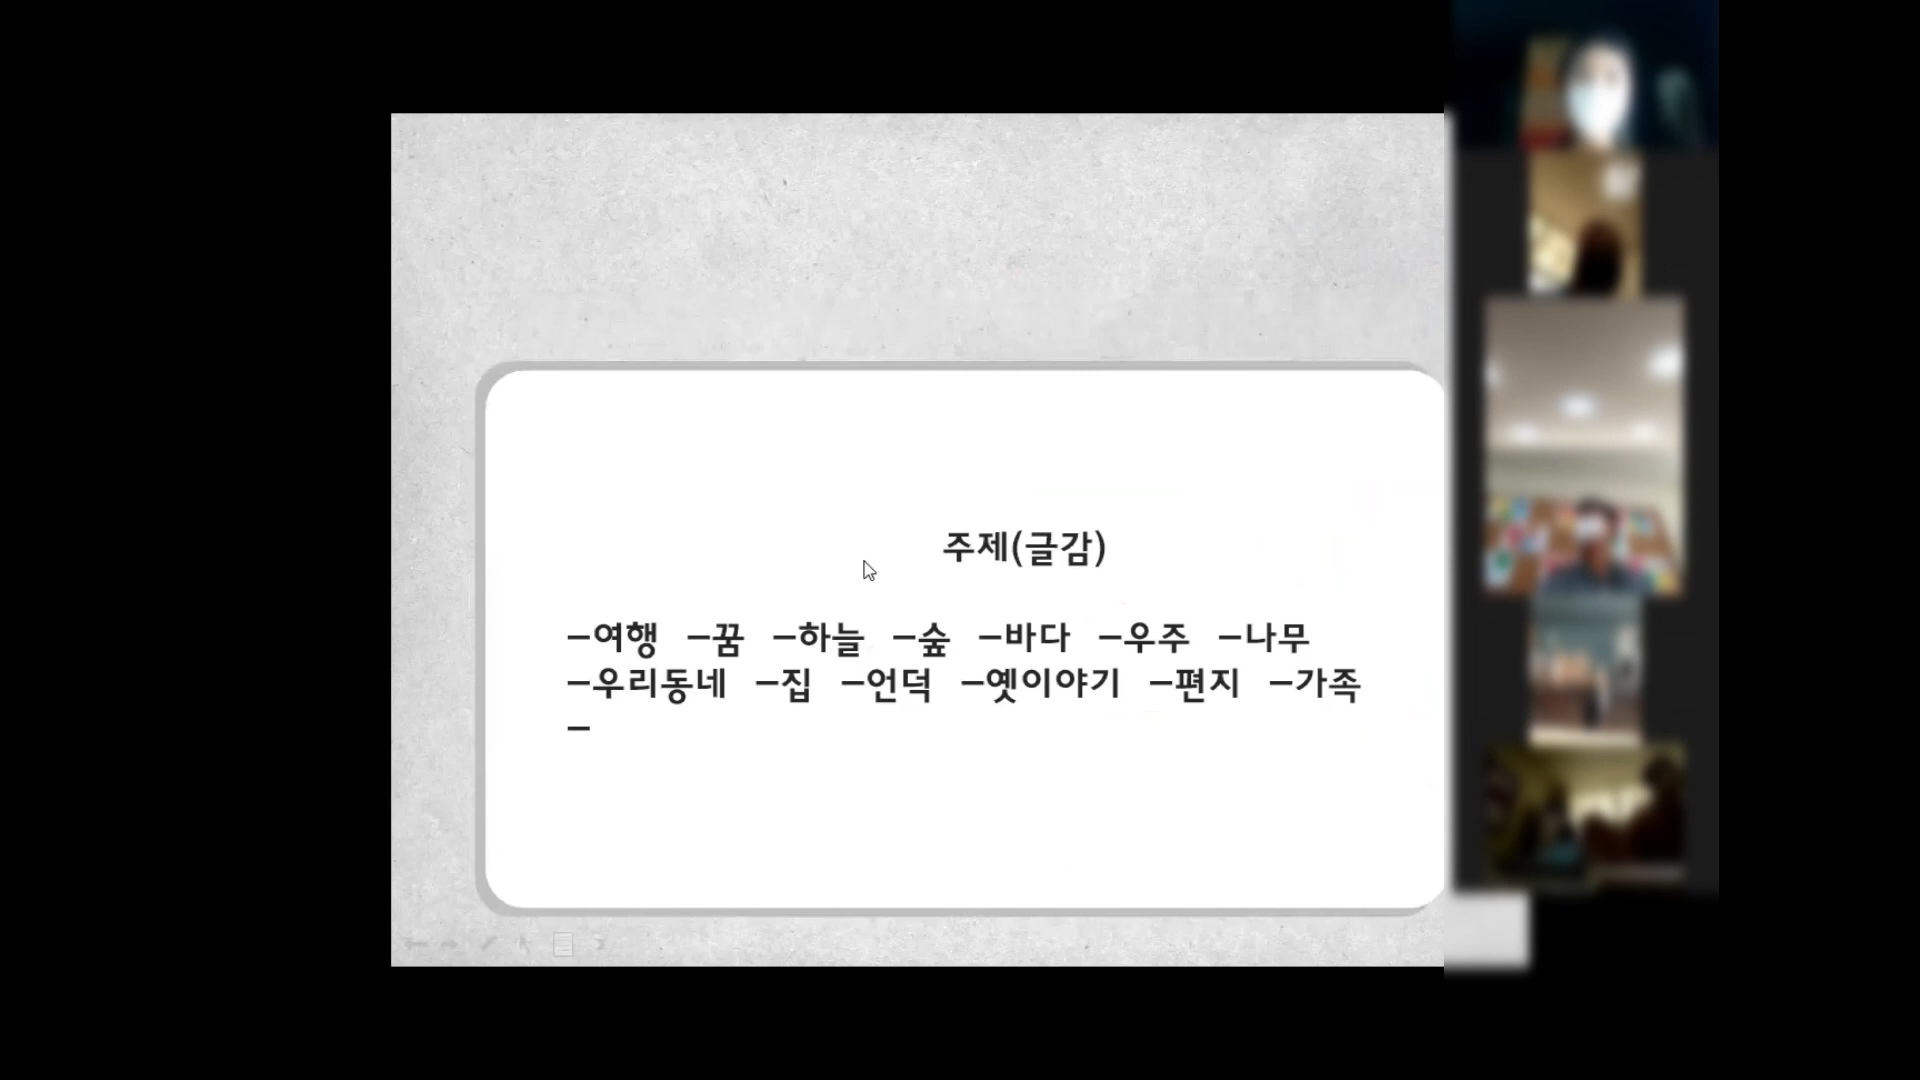 주제(글감)
–여행 –꿈 –하늘 –숲 –바다 –우주 –나무
–우리동네 –집 –언덕 –옛이야기 –편지 –가족
–